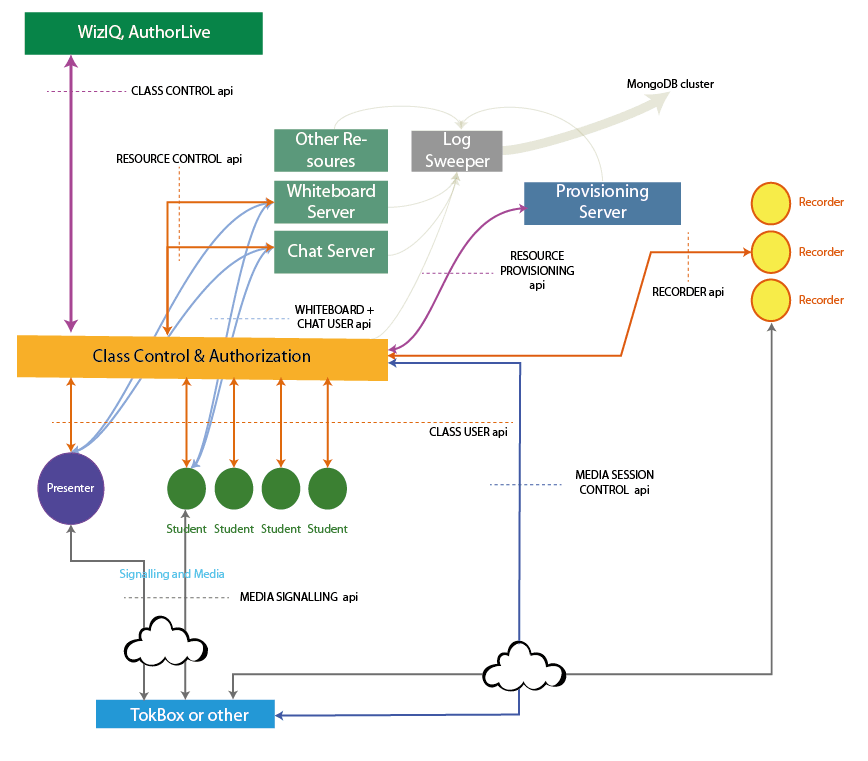 WizIQ, AuthorLive
MongoDB cluster
CLASS CONTROL api
Other Re-
soures
Log
Sweeper
RESOURCE CONTROL api
Whiteboard
Server
Provisioning
Server
Recorder
Chat Server
Recorder
RESOURCE
PROVISIONING
api
RECORDER api
Recorder
WHITEBOARD +
CHAT USER api
Class Control & Authorization
CLASS USER api
MEDIA SESSION
CONTROL api
Presenter
Student
Student
Student
Student
Signalling and Media
MEDIA SIGNALLING api
TokBox or other